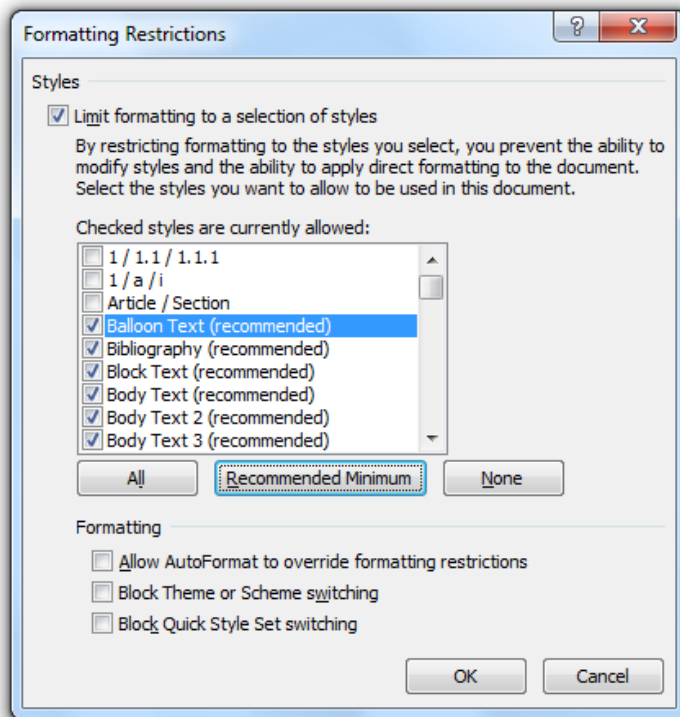 Formatting Restrictions
?
X
Styles
Limit formatting to a selection of styles
By restricting formatting to the styles you select, you prevent the ability to
modify styles and the ability to apply direct formatting to the document.
Select the styles you want to allow to be used in this document.
Checked styles are currently allowed:
1 / 1.1 / 1.1.1
1 / a / i
Article / Section
Balloon Text (recommended)
Bibliography (recommended)
Block Text (recommended)
Body Text (recommended)
Body Text 2 (recommended)
Body Text 3 (recommended)
All Recommended Minimum None
Formatting
Allow AutoFormat to override formatting restrictions
Block Theme or Scheme switching
Block Quick Style Set switching
OK Cancel